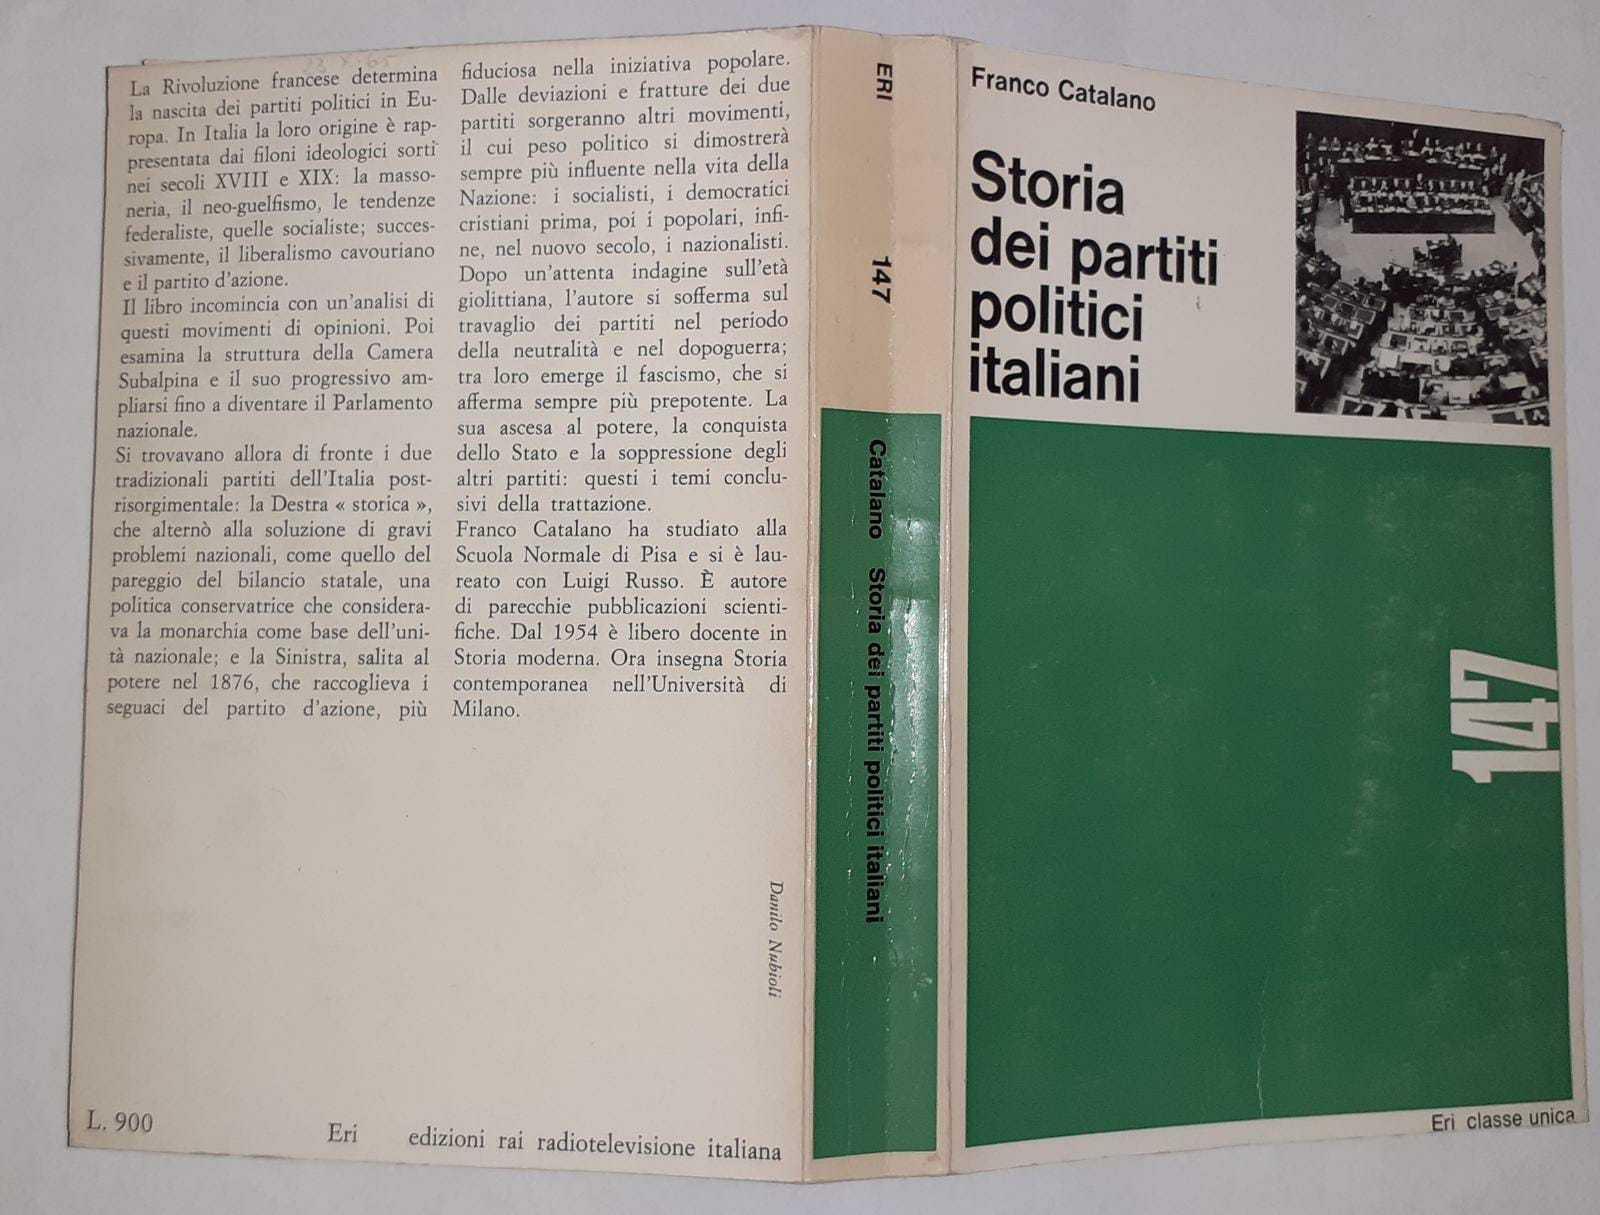 La Rivoluzione francese determina
la nascita dei partiti politici in Eu-
ropa. In Italia la loro origine è rap-
presentata dai filoni ideologici sorti
nei secoli XVIII e XIX: la masso-
neria, il neo-guelfismo, le tendenze
federaliste, quelle socialiste; succes-
sivamente, il liberalismo cavouriano
e il partito d'azione.
Il libro incomincia con un'analisi di
questi movimenti di opinioni. Poi
esamina la struttura della Camera
Subalpina e il suo progressivo am-
pliarsi fino a diventare il Parlamento
nazionale.
Si trovavano allora di fronte i due
tradizionali partiti dell'Italia post-
risorgimentale: la Destra « storica »,
che alternò alla soluzione di gravi
problemi nazionali, come quello del
pareggio del bilancio statale, una
politica conservatrice che considera-
va la monarchia come base dell'uni-
tà nazionale; e la Sinistra, salita al
potere nel 1876, che raccoglieva i
seguaci del partito d'azione, più
fiduciosa nella iniziativa popolare.
Dalle deviazioni e fratture dei due
partiti sorgeranno altri movimenti,
il cui peso politico si dimostrerà
sempre più influente nella vita della
Nazione: i socialisti, i democratici
cristiani prima, poi i popolari, infi-
ne, nel nuovo secolo, i nazionalisti.
Dopo un'attenta indagine sull'età
giolittiana, l'autore si sofferma sul
travaglio dei partiti nel periodo
della neutralità e nel dopoguerra;
tra loro emerge il fascismo, che si
afferma sempre più prepotente. La
sua ascesa al potere, la conquista
dello Stato e la soppressione degli
altri partiti: questi i temi conclu-
sivi della trattazione.
Franco Catalano ha studiato alla
Scuola Normale di Pisa e si è lau-
reato con Luigi Russo. È autore
di parecchie pubblicazioni scienti-
fiche. Dal 1954 è libero docente in
Storia moderna. Ora insegna Storia
contemporanea nell'Università di
Milano.
Danilo Nubioli
L. 900
Eri edizioni rai radiotelevisione italiana
ERI
147
Catalano Storia dei partiti politici italiani
Franco Catalano
Storia
dei partiti
politici
italiani
147
Eri classe unica